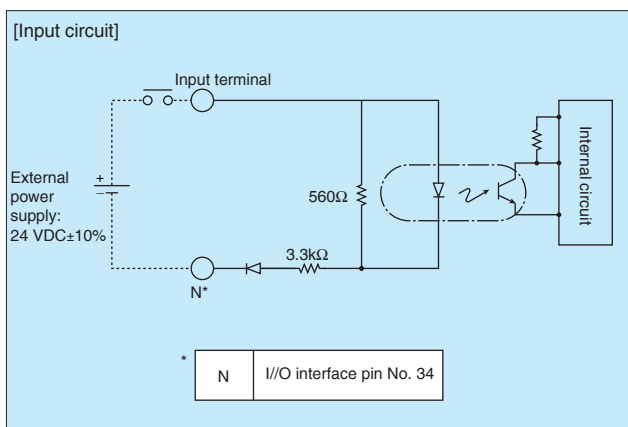 [Input circuit]
Input terminal
External
power
supply:
24 VDC±10%
+
–
560Ω
3.3kΩ
N*
Internal circuit
*
N
I//O interface pin No. 34